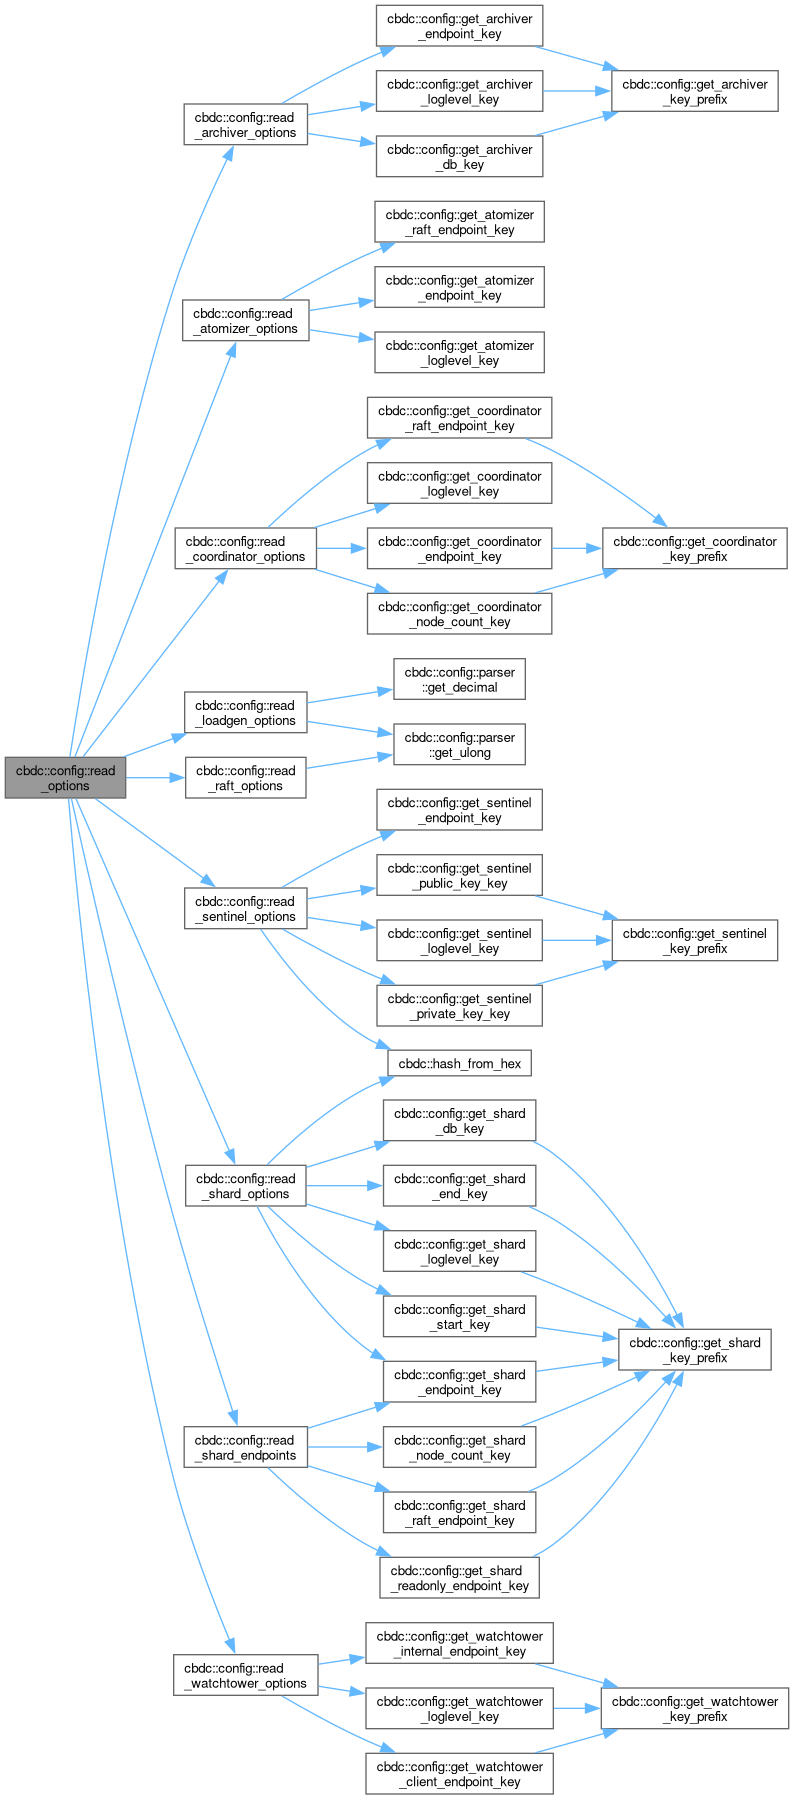 cbdc::config::get_archiver
_endpoint_key
cbdc::config::get_archiver
_loglevel_key
cbdc::config::get_archiver
_key_prefix
cbdc::config::read
_archiver_options
cbdc::config::get_archiver
_db_key
cbdc::config::get_atomizer
_raft_endpoint_key
cbdc::config::get_atomizer
_endpoint_key
cbdc::config::read
_atomizer_options
cbdc::config::get_atomizer
_loglevel_key
cbdc::config::get_coordinator
_raft_endpoint_key
cbdc::config::get_coordinator
_loglevel_key
cbdc::config::read
_coordinator_options
cbdc::config::get_coordinator
_endpoint_key
cbdc::config::get_coordinator
_key_prefix
cbdc::config::get_coordinator
_node_count_key
cbdc::config::parser
::get_decimal
cbdc::config::read
_loadgen_options
cbdc::config::parser
::get_ulong
cbdc::config::read
_options
cbdc::config::read
_raft_options
cbdc::config::get_sentinel
_endpoint_key
cbdc::config::get_sentinel
_public_key_key
cbdc::config::read
_sentinel_options
cbdc::config::get_sentinel
_loglevel_key
cbdc::config::get_sentinel
_key_prefix
cbdc::config::get_sentinel
_private_key_key
cbdc::hash_from_hex
cbdc::config::get_shard
_db_key
cbdc::config::read
_shard_options
cbdc::config::get_shard
_end_key
cbdc::config::get_shard
_loglevel_key
cbdc::config::get_shard
_start_key
cbdc::config::get_shard
_key_prefix
cbdc::config::get_shard
_endpoint_key
cbdc::config::read
_shard_endpoints
cbdc::config::get_shard
_node_count_key
cbdc::config::get_shard
_raft_endpoint_key
cbdc::config::get_shard
_readonly_endpoint_key
cbdc::config::get_watchtower
_internal_endpoint_key
cbdc::config::read
_watchtower_options
cbdc::config::get_watchtower
_loglevel_key
cbdc::config::get_watchtower
_key_prefix
cbdc::config::get_watchtower
_client_endpoint_key